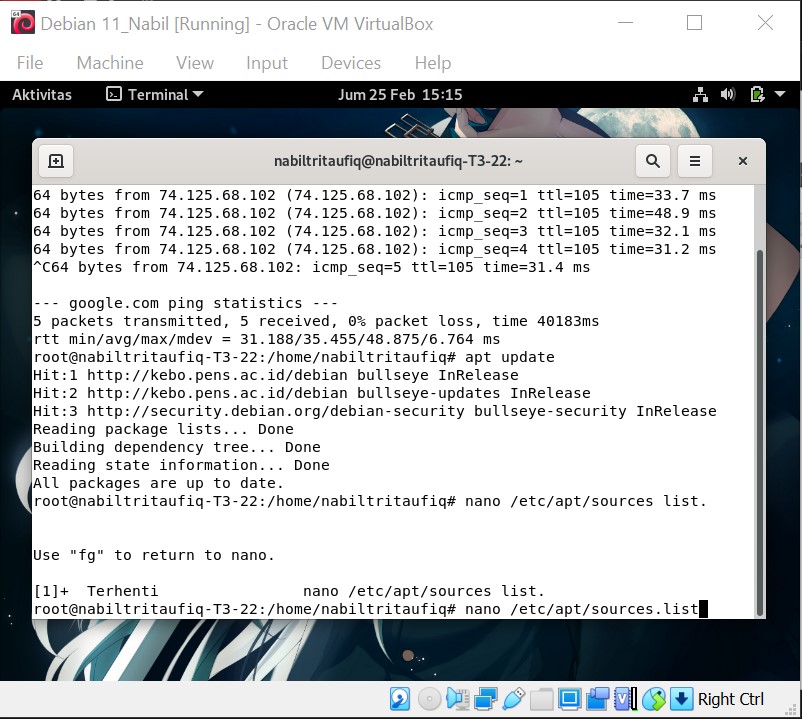 Debian 11_Nabil [Running] - Oracle VM VirtualBox
File Machine View Input Devices Help
Aktivitas Terminal Jum 25 Feb 15:15
nabiltritaufiq@nabiltritaufiq-T3-22: ~
64 bytes from 74.125.68.102 (74.125.68.102): icmp_seq=1 ttl=105 time=33.7 ms
64 bytes from 74.125.68.102 (74.125.68.102): icmp_seq=2 ttl=105 time=48.9 ms
64 bytes from 74.125.68.102 (74.125.68.102): icmp_seq=3 ttl=105 time=32.1 ms
64 bytes from 74.125.68.102 (74.125.68.102): icmp_seq=4 ttl=105 time=31.2 ms
^C64 bytes from 74.125.68.102: icmp_seq=5 ttl=105 time=31.4 ms
--- google.com ping statistics ---
5 packets transmitted, 5 received, 0% packet loss, time 40183ms
rtt min/avg/max/mdev = 31.188/35.455/48.875/6.764 ms
root@nabiltritaufiq-T3-22:/home/nabiltritaufiq# apt update
Hit:1 http://kebo.pens.ac.id/debian bullseye InRelease
Hit:2 http://kebo.pens.ac.id/debian bullseye-updates InRelease
Hit:3 http://security.debian.org/debian-security bullseye-security InRelease
Reading package lists... Done
Building dependency tree... Done
Reading state information... Done
All packages are up to date.
root@nabiltritaufiq-T3-22:/home/nabiltritaufiq# nano /etc/apt/sources list.
Use "fg" to return to nano.
[1]+  Terhenti                nano /etc/apt/sources list.
root@nabiltritaufiq-T3-22:/home/nabiltritaufiq# nano /etc/apt/sources.list
Right Ctrl